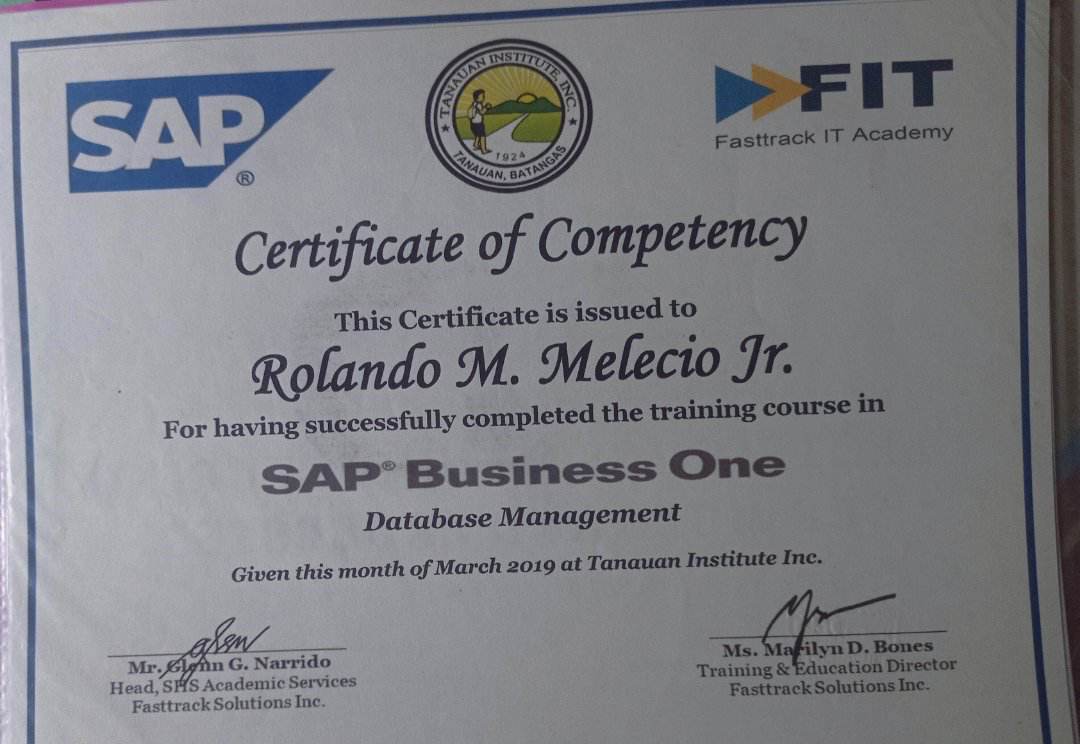 SAP®
TANAUAN INSTITUTE, INC.
1924
TANAUAN, BATANGAS
FIT
Fasttrack IT Academy
Certificate of Competency
This Certificate is issued to
Rolando M. Melecio Jr.
For having successfully completed the training course in
SAP® Business One
Database Management
Given this month of March 2019 at Tanauan Institute Inc.
Mr. Glenn G. Narrido
Head, SHS Academic Services
Fasttrack Solutions Inc.
Ms. Marilyn D. Bones
Training & Education Director
Fasttrack Solutions Inc.